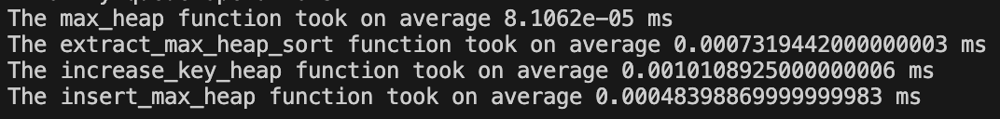 The max_heap function took on average 8.1062e-05 ms
The extract_max_heap_sort function took on average 0.0007319442000000003 ms
The increase_key_heap function took on average 0.0010108925000000006 ms
The insert_max_heap function took on average 0.00048398869999999983 ms